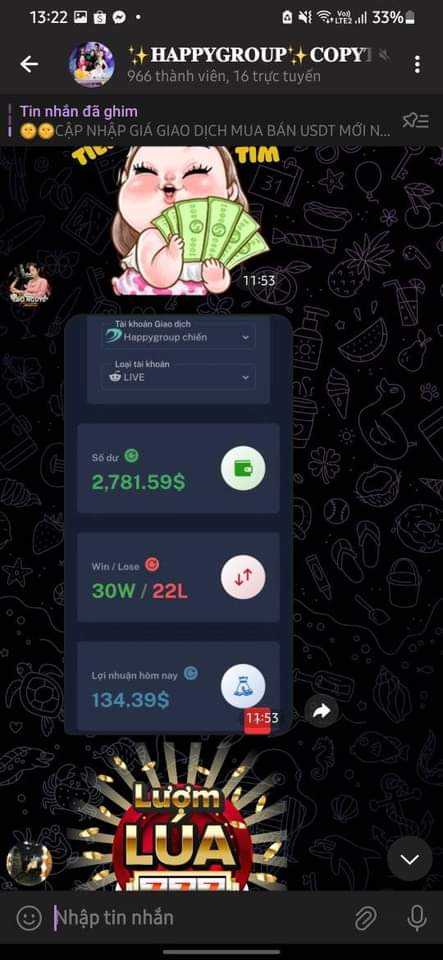 13:22
Voj)
LTE2
33%
✨HAPPYGROUP✨COPYT
966 thành viên, 16 trực tuyến
Tin nhắn đã ghim
🌞🌞CẬP NHẬP GIÁ GIAO DỊCH MUA BÁN USDT MỚI N...
TIM
11:53
Tài khoản Giao dịch
Happygroup chiến
Loại tài khoản
LIVE
Số dư
2,781.59$
Win / Lose
30W / 22L
Lợi nhuận hôm nay
134.39$
11:53
Lượm
LÚA
Nhập tin nhắn